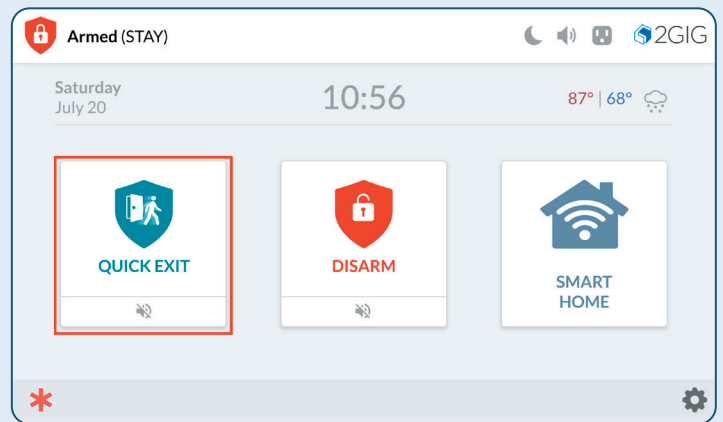 Armed (STAY)
2GIG
Saturday
July 20
10:56
87° | 68°
QUICK EXIT
DISARM
SMART
HOME